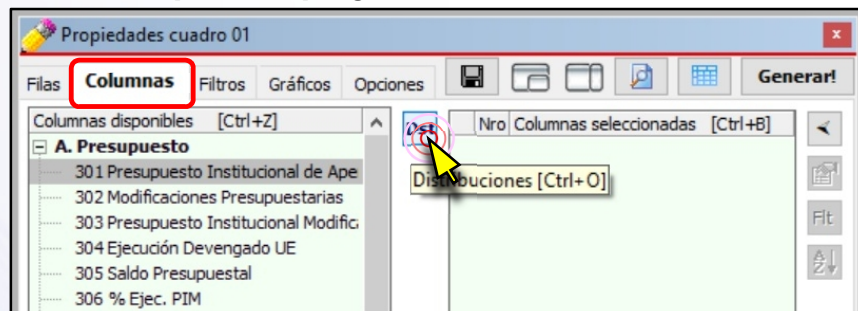 Propiedades cuadro 01
x
Filas Columnas Filtros Gráficos Opciones Generar!
Columnas disponibles [Ctrl+Z]
Dst
Nro Columnas seleccionadas [Ctrl+B]
A. Presupuesto
301 Presupuesto Institucional de Ape
Distribuciones [Ctrl+O]
302 Modificaciones Presupuestarias
303 Presupuesto Institucional Modific
Flt
304 Ejecución Devengado UE
305 Saldo Presupuestal
A
Z
306 % Ejec. PIM